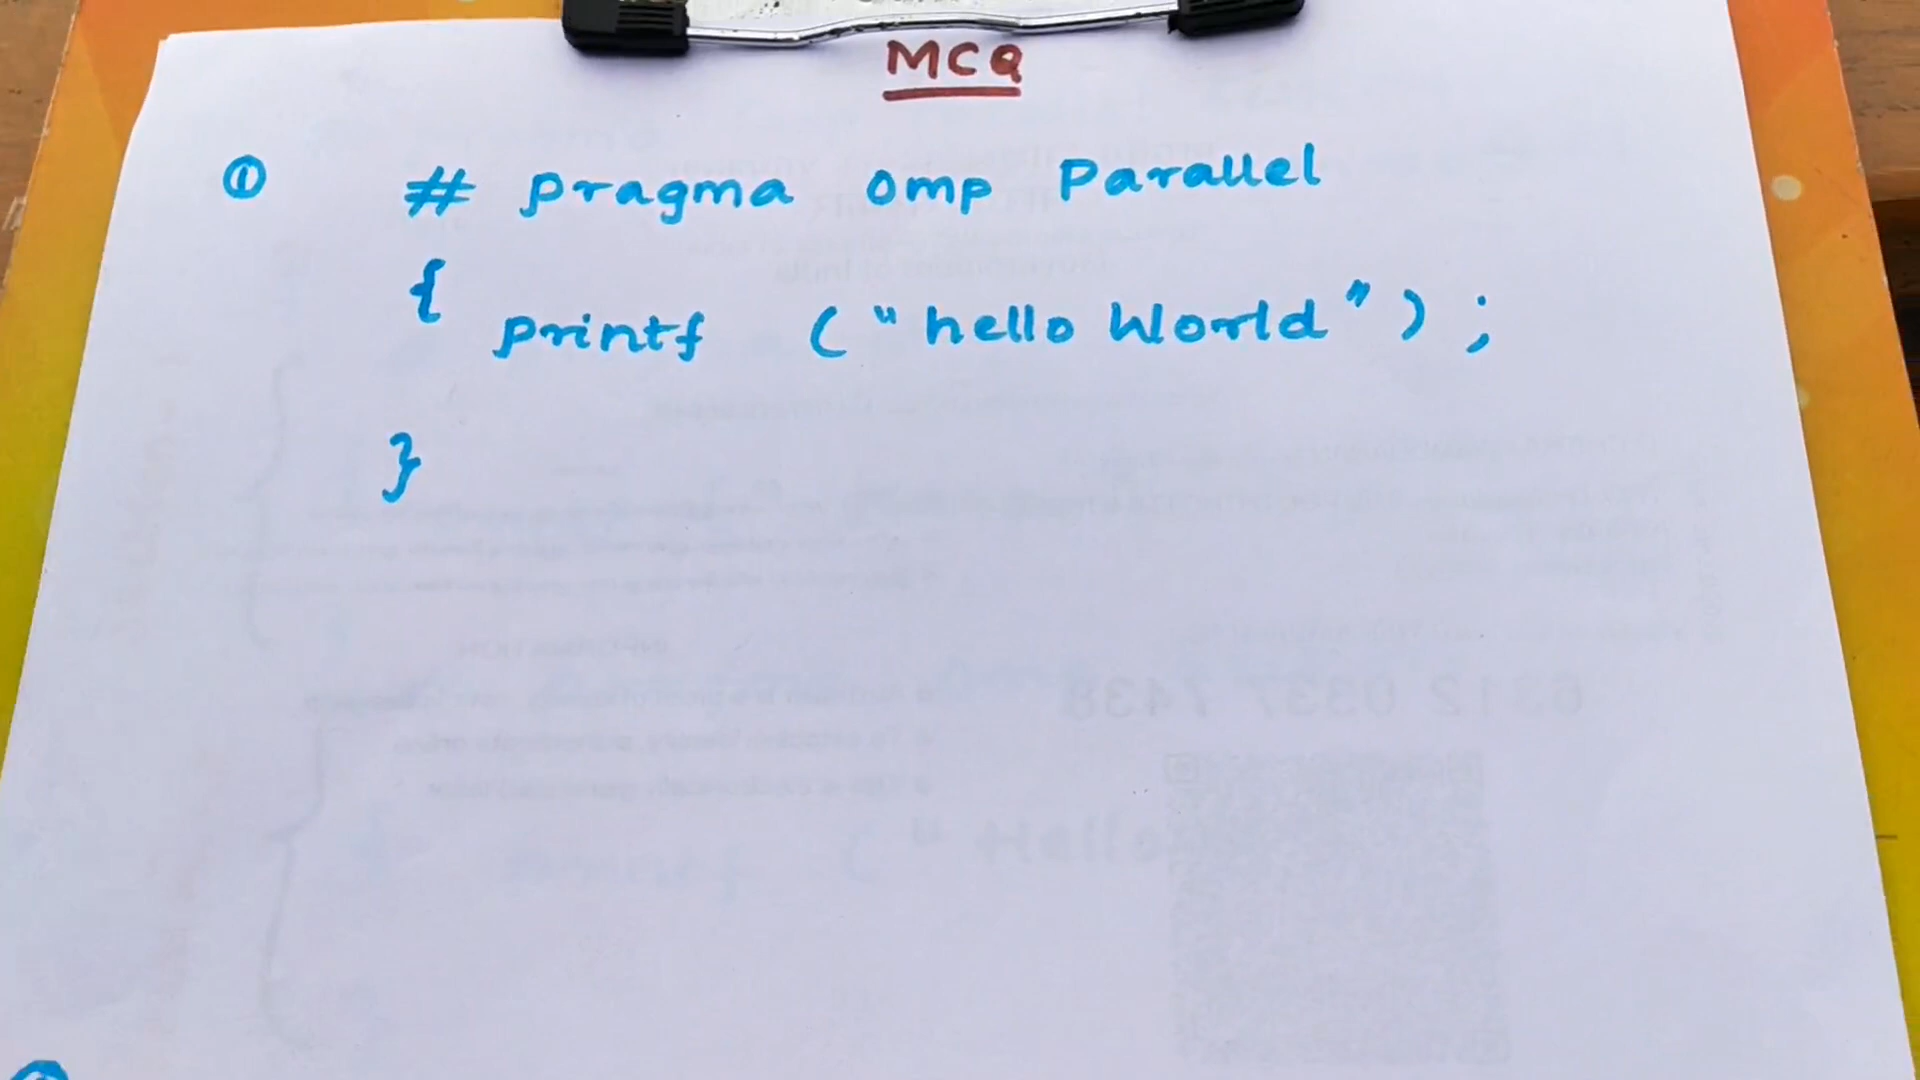 MCQ
① # pragma omp Parallel
{
printf ("hello World") ;
}